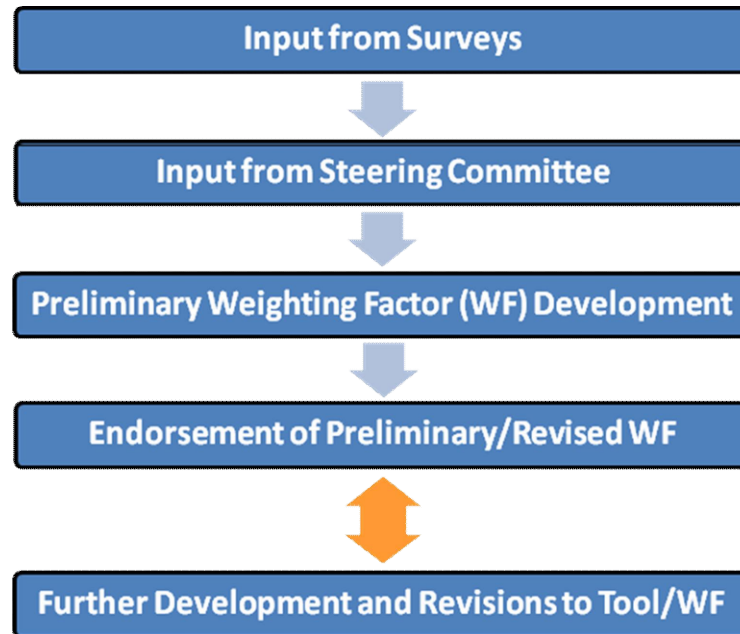 Input from Surveys
Input from Steering Committee
Preliminary Weighting Factor (WF) Development
Endorsement of Preliminary/Revised WF
Further Development and Revisions to Tool/WF